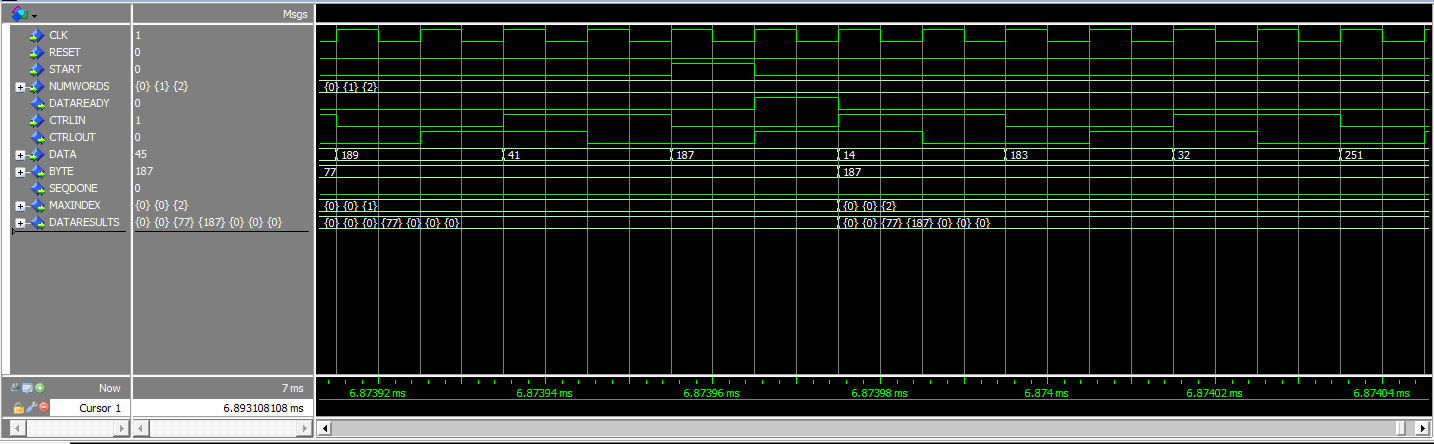 Msgs
CLK 1
RESET 0
START 0
NUMWORDS {0} {1} {2} {0} {1} {2}
DATAREADY 0
CTRLIN 1
CTRLOUT 0
DATA 45 189 41 187 14 183 32 251
BYTE 187 77 187
SEQDONE 0
MAXINDEX {0} {0} {2} {0} {0} {1} {0} {0} {2}
DATARESULTS {0} {0} {77} {187} {0} {0} {0} {0} {0} {0} {77} {0} {0} {0} {0} {0} {77} {187} {0} {0} {0}
Now 7 ms 6.87392 ms 6.87394 ms 6.87396 ms 6.87398 ms 6.874 ms 6.87402 ms 6.87404 ms
Cursor 1 6.893108108 ms